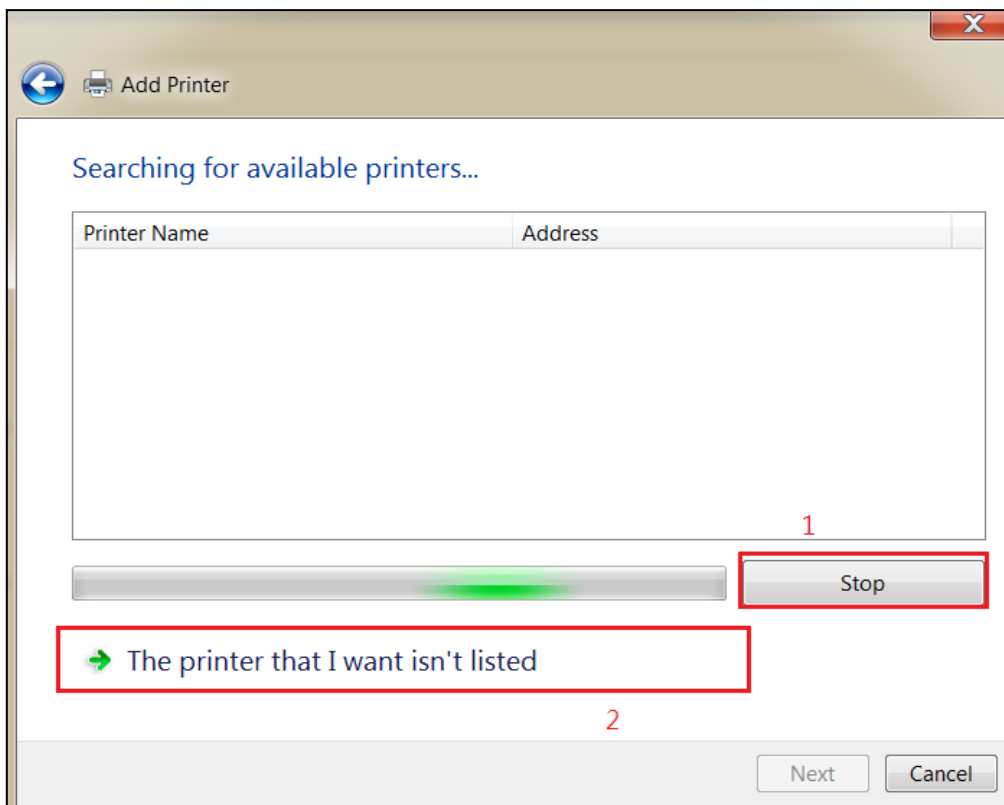 X
Add Printer
Searching for available printers...
Printer Name Address
1
Stop
The printer that I want isn't listed
2
Next Cancel